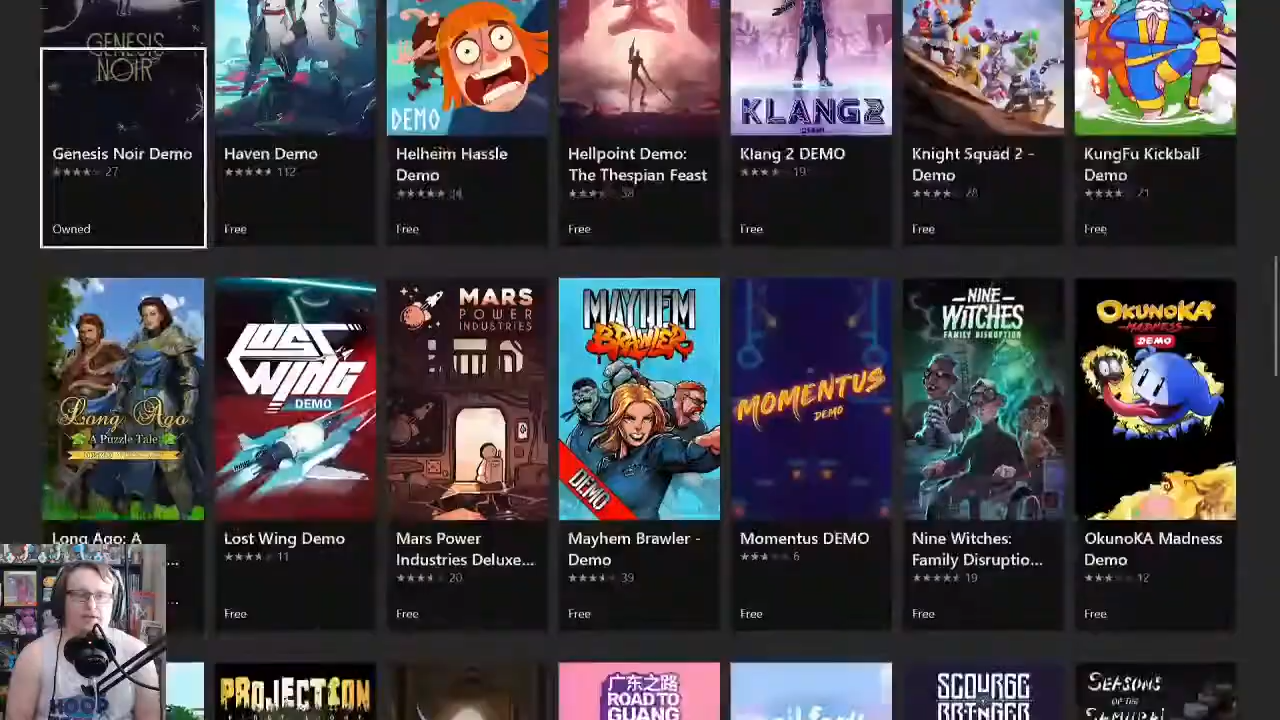 GENESIS
NOIR
DEMO
KLANG2
Genesis Noir Demo
27
Owned
Haven Demo
112
Free
Helheim Hassle
Demo
Free
Hellpoint Demo:
The Thespian Feast
38
Free
Klang 2 DEMO
19
Free
Knight Squad 2 -
Demo
28
Free
KungFu Kickball
Demo
21
Free
Long Ago
A Puzzle Tale
LOST
WING
DEMO
MARS
POWER
INDUSTRIES
MAYHEM
BRAWLER
DEMO
MOMENTUS
DEMO
NINE
WITCHES
FAMILY DISRUPTION
OKUNOKA
MADNESS
DEMO
Long Ago: A
...
...
Lost Wing Demo
11
Free
Mars Power
Industries Deluxe...
20
Free
Mayhem Brawler -
Demo
39
Free
Momentus DEMO
6
Free
Nine Witches:
Family Disruptio...
19
Free
OkunoKA Madness
Demo
12
Free
HOOP
PROJECTION
广东之路
ROAD TO
GUANG
SCOURGE
BRINGER
SEASONS
OF THE
SAMURAI